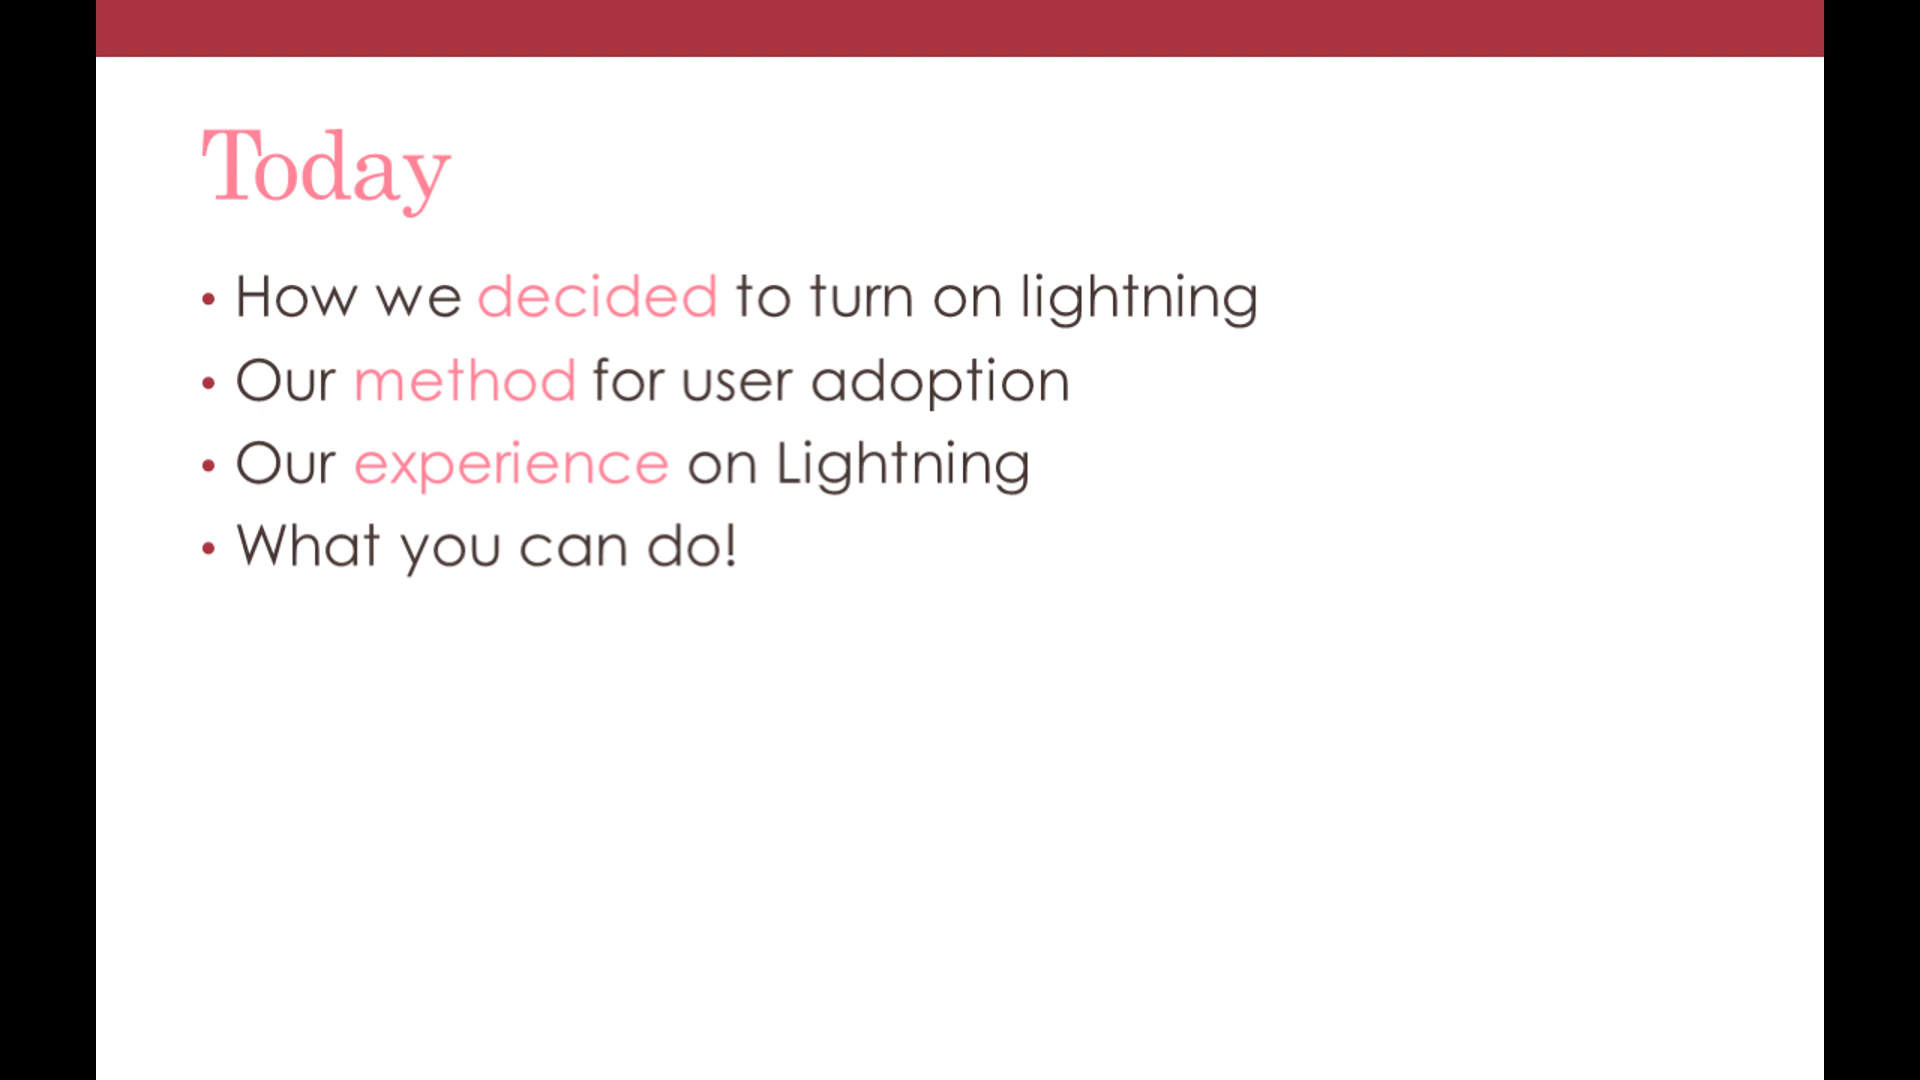 Today
• How we decided to turn on lightning
• Our method for user adoption
• Our experience on Lightning
• What you can do!